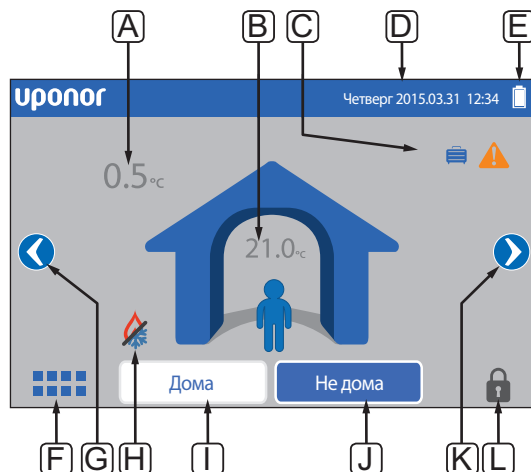 A B C D E
uponor Четверг 2015.03.31 12:34
0.5°C
21.0°C
Дома Не дома
F G H I J K L